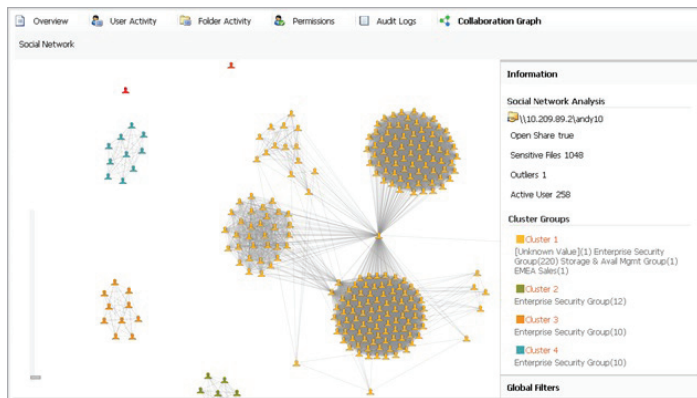 Overview User Activity Folder Activity Permissions Audit Logs Collaboration Graph
Social Network
Information
Social Network Analysis
\\10.209.89.2\andy10
Open Share true
Sensitive Files 1048
Outliers 1
Active User 258
Cluster Groups
Cluster 1
[Unknown Value](1) Enterprise Security
Group(220) Storage & Avail Mgmt Group(1)
EMEA Sales(1)
Cluster 2
Enterprise Security Group(12)
Cluster 3
Enterprise Security Group(10)
Cluster 4
Enterprise Security Group(10)
Global Filters